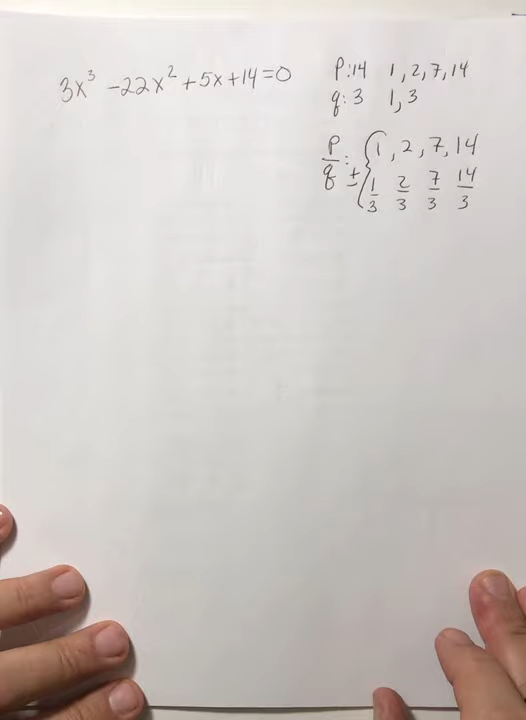 3x³ -22x² +5x+14=0
P:14 1, 2, 7, 14
q: 3 1, 3
P/q: ± { 1, 2, 7, 14
1/3 2/3 7/3 14/3